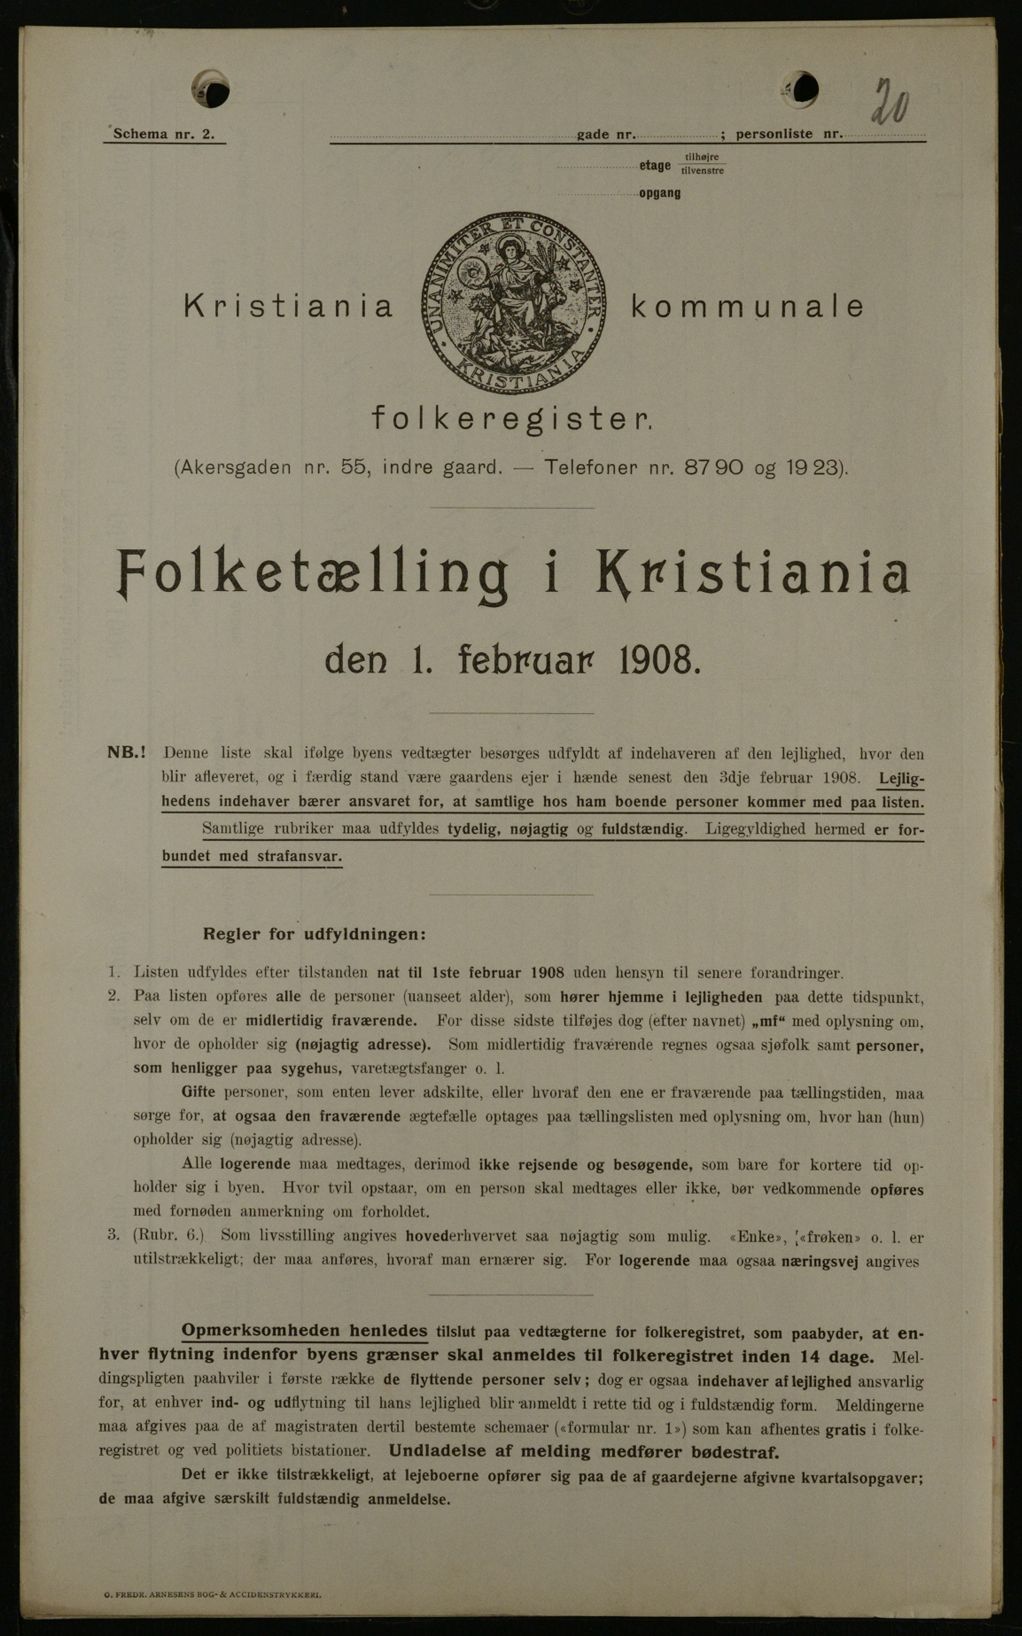 20
Schema nr. 2. gade nr. ; personliste nr.
etage tilhøjre
tilvenstre
opgang
UNANIMITER ET CONSTANTER
KRISTIANIA
Kristiania kommunale
folkeregister.
(Akersgaden nr. 55, indre gaard. — Telefoner nr. 87 90 og 19 23).
Folketælling i Kristiania
den 1. februar 1908.
NB.! Denne liste skal ifølge byens vedtægter besørges udfyldt af indehaveren af den lejlighed, hvor den
blir afleveret, og i færdig stand være gaardens ejer i hænde senest den 3dje februar 1908. Lejlig-
hedens indehaver bærer ansvaret for, at samtlige hos ham boende personer kommer med paa listen.
Samtlige rubriker maa udfyldes tydelig, nøjagtig og fuldstændig. Ligegyldighed hermed er for-
bundet med strafansvar.
Regler for udfyldningen:
1. Listen udfyldes efter tilstanden nat til 1ste februar 1908 uden hensyn til senere forandringer.
2. Paa listen opføres alle de personer (uanseet alder), som hører hjemme i lejligheden paa dette tidspunkt,
selv om de er midlertidig fraværende. For disse sidste tilføjes dog (efter navnet) „mf“ med oplysning om,
hvor de opholder sig (nøjagtig adresse). Som midlertidig fraværende regnes ogsaa sjøfolk samt personer,
som henligger paa sygehus, varetægtsfanger o. l.
Gifte personer, som enten lever adskilte, eller hvoraf den ene er fraværende paa tællingstiden, maa
sørge for, at ogsaa den fraværende ægtefælle optages paa tællingslisten med oplysning om, hvor han (hun)
opholder sig (nøjagtig adresse).
Alle logerende maa medtages, derimod ikke rejsende og besøgende, som bare for kortere tid op-
holder sig i byen. Hvor tvil opstaar, om en person skal medtages eller ikke, bør vedkommende opføres
med fornøden anmerkning om forholdet.
3. (Rubr. 6.) Som livsstilling angives hovederhvervet saa nøjagtig som mulig. «Enke», «frøken» o. l. er
utilstrækkeligt; der maa anføres, hvoraf man ernærer sig. For logerende maa ogsaa næringsvej angives
Opmerksomheden henledes tilslut paa vedtægterne for folkeregistret, som paabyder, at en-
hver flytning indenfor byens grænser skal anmeldes til folkeregistret inden 14 dage. Mel-
dingspligten paahviler i første række de flyttende personer selv; dog er ogsaa indehaver af lejlighed ansvarlig
for, at enhver ind- og udflytning til hans lejlighed blir anmeldt i rette tid og i fuldstændig form. Meldingerne
maa afgives paa de af magistraten dertil bestemte schemaer («formular nr. 1») som kan afhentes gratis i folke-
registret og ved politiets bistationer. Undladelse af melding medfører bødestraf.
Det er ikke tilstrækkeligt, at lejeboerne opfører sig paa de af gaardejerne afgivne kvartalsopgaver;
de maa afgive særskilt fuldstændig anmeldelse.
O. FREDR. ARNESENS BOG- & ACCIDENSTRYKKERI.